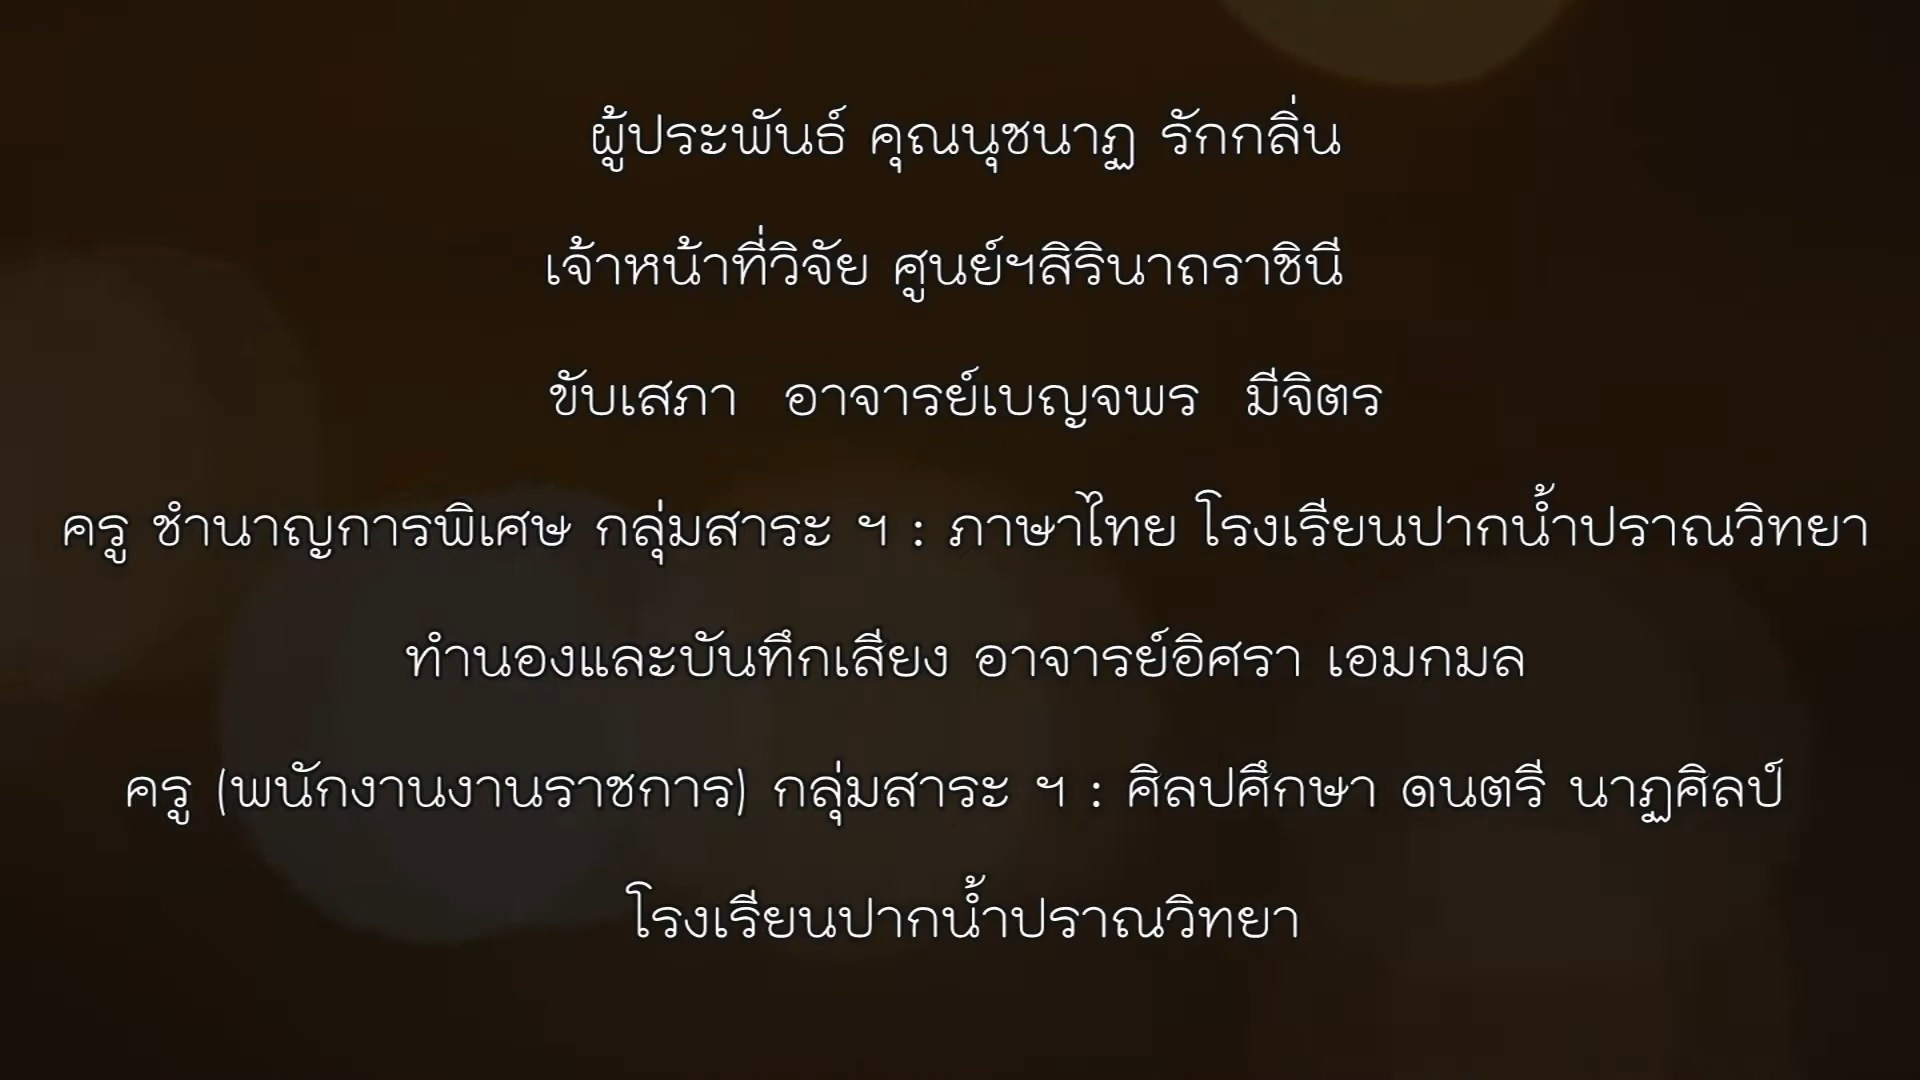 ผู้ประพันธ์ คุณนุชนาฏ รักกลิ่น
เจ้าหน้าที่วิจัย ศูนย์ฯสิรินาถราชินี
ขับเสภา อาจารย์เบญจพร มีจิตร
ครู ชำนาญการพิเศษ กลุ่มสาระ ฯ : ภาษาไทย โรงเรียนปากน้ำปราณวิทยา
ทำนองและบันทึกเสียง อาจารย์อิศรา เอมกมล
ครู (พนักงานงานราชการ) กลุ่มสาระ ฯ : ศิลปศึกษา ดนตรี นาฏศิลป์
โรงเรียนปากน้ำปราณวิทยา